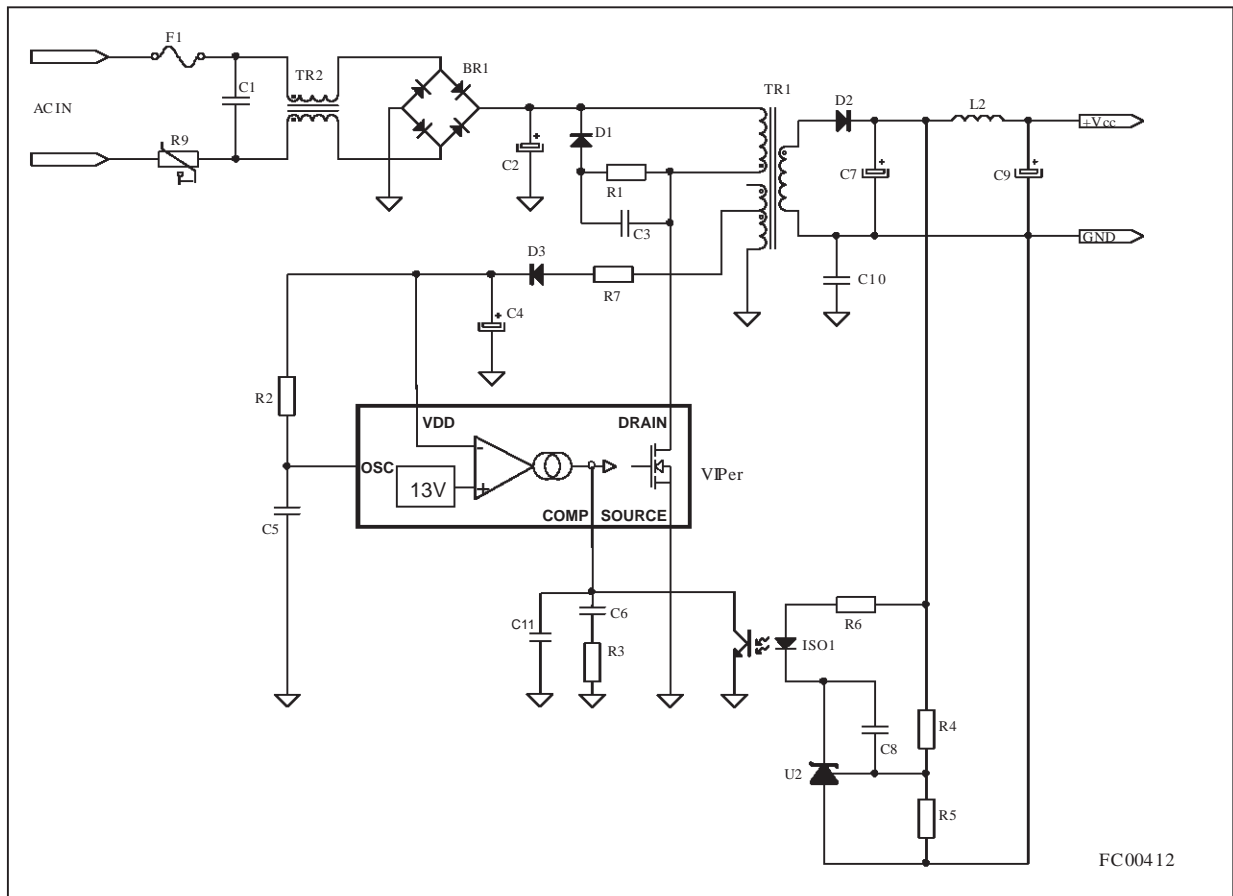 F1
TR2
BR1
C1
AC IN
R9
C2
D1
R1
C3
TR1
D2
L2
+Vcc
C7
C9
GND
C10
D3
R7
C4
R2
VDD
DRAIN
OSC
-
13V
+
VIPer
COMP
SOURCE
C5
C11
C6
R3
R6
ISO1
C8
R4
U2
R5
FC00412
+
+
+
+
T